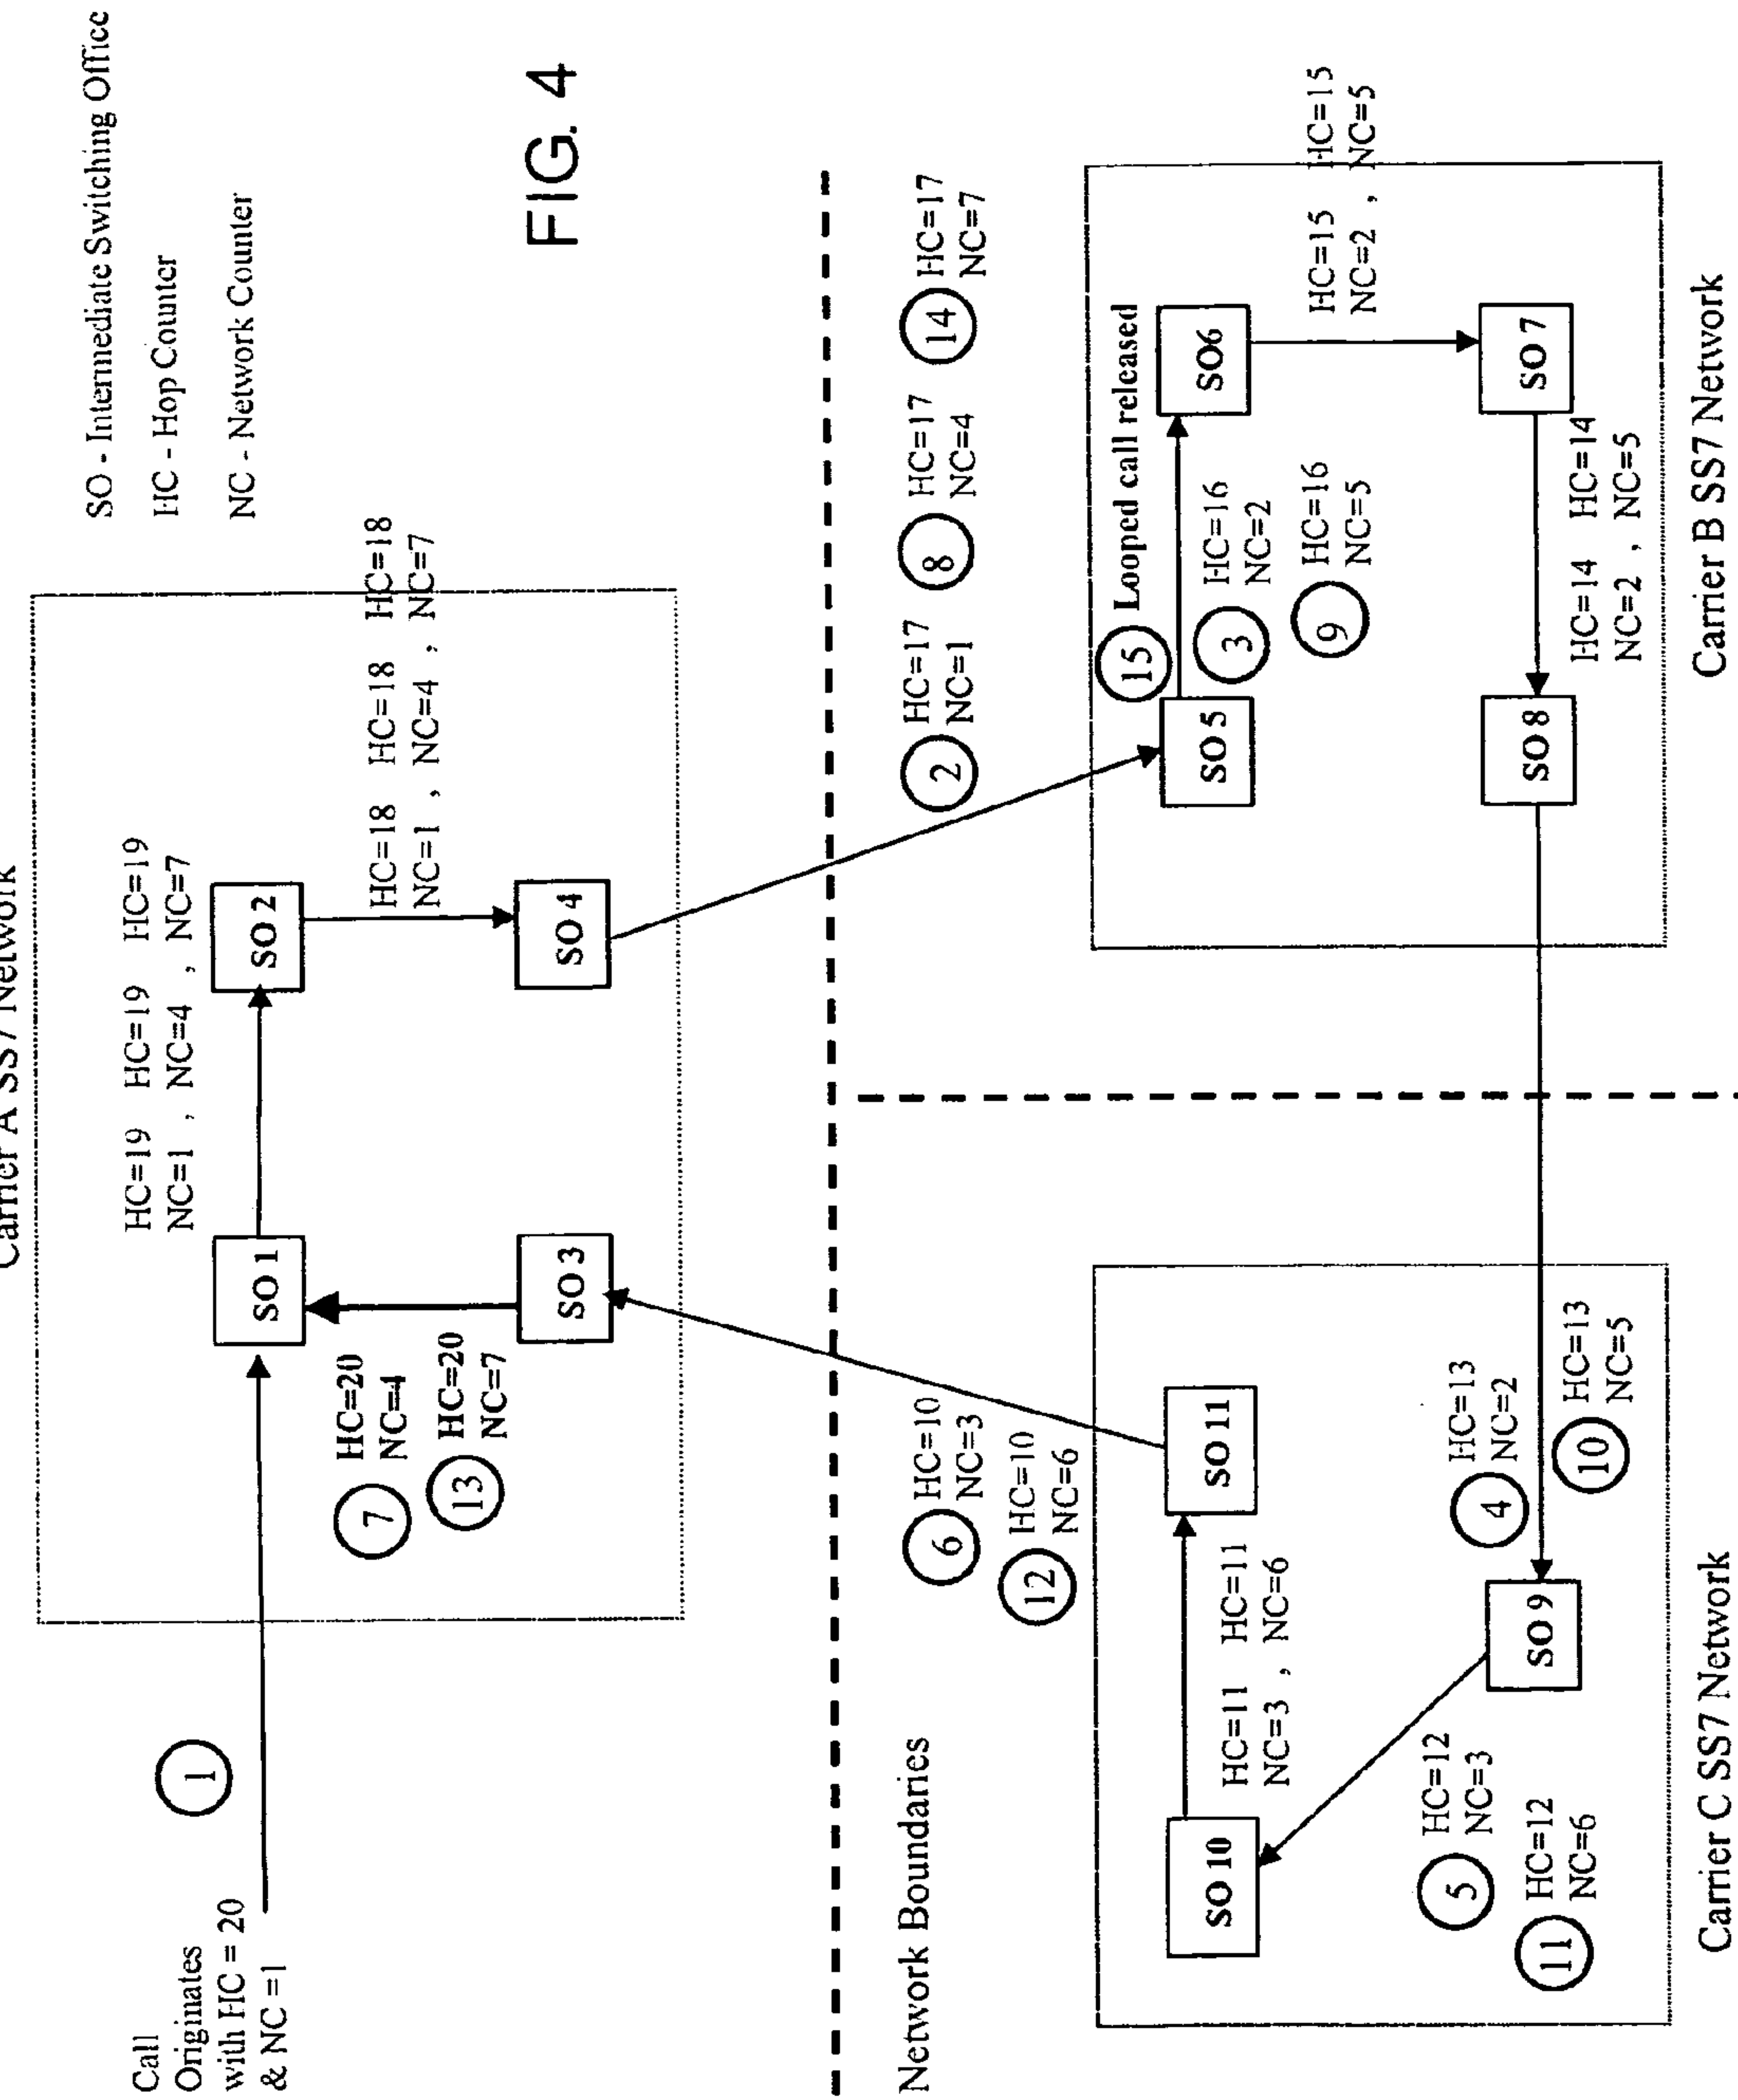 Carrier A SS7 Network
SO - Intermediate Switching Office
HC - Hop Counter
NC - Network Counter
FIG. 4
Call
Originates
with HC = 20
& NC =1
1
HC=19 HC=19 HC=19
NC=1 , NC=4 , NC=7
SO 1
SO 2
HC=18 HC=18 HC=18
NC=1 , NC=4 , NC=7
7
HC=20
NC=4
13
HC=20
NC=7
SO 3
SO 4
Network Boundaries
6
HC=10
NC=3
12
HC=10
NC=6
2
HC=17
NC=1
8
HC=17
NC=4
14
HC=17
NC=7
SO 10
SO 11
HC=11 HC=11
NC=3 , NC=6
5
HC=12
NC=3
11
HC=12
NC=6
SO 9
4
HC=13
NC=2
10
HC=13
NC=5
Carrier C SS7 Network
15
Looped call released
SO 5
SO6
3
HC=16
NC=2
9
HC=16
NC=5
HC=15 HC=15
NC=2 , NC=5
SO 8
SO 7
HC=14 HC=14
NC=2 , NC=5
Carrier B SS7 Network